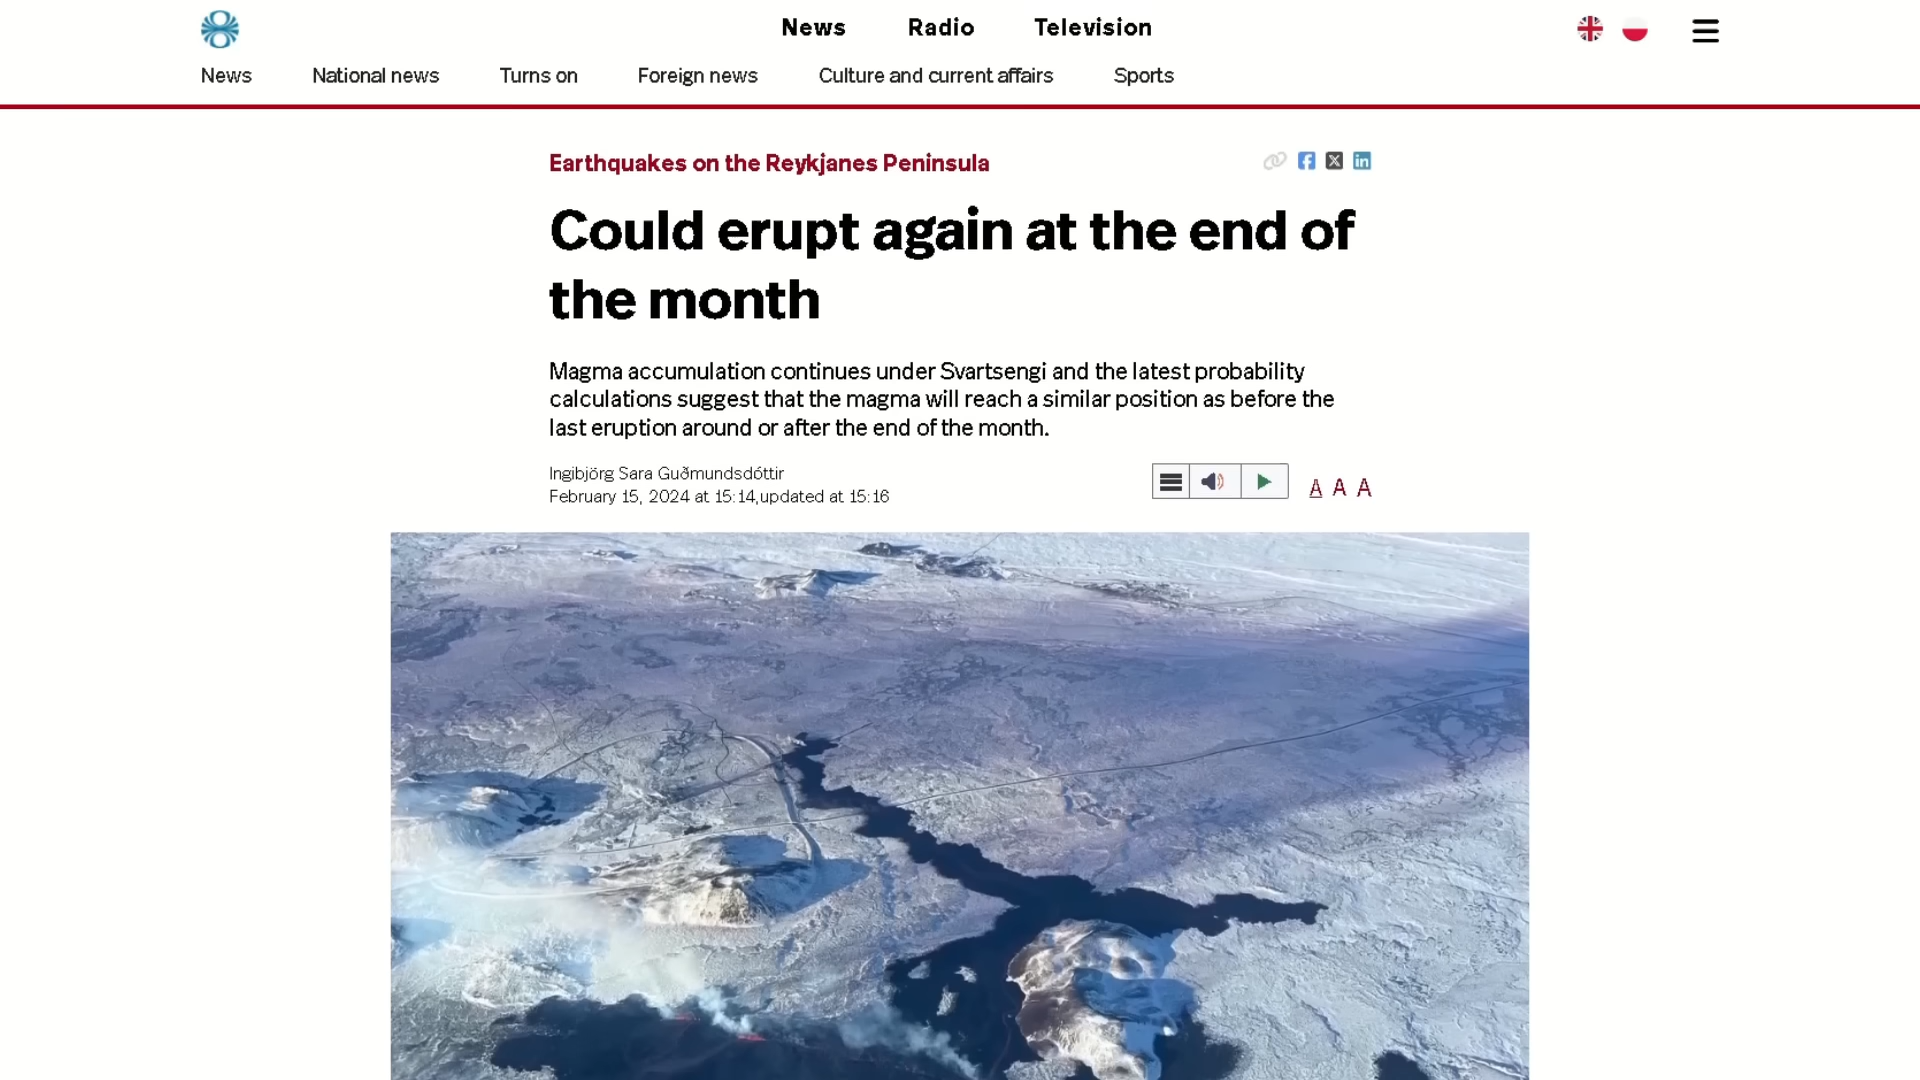 News Radio Television
News National news Turns on Foreign news Culture and current affairs Sports
Earthquakes on the Reykjanes Peninsula
Could erupt again at the end of
the month
Magma accumulation continues under Svartsengi and the latest probability
calculations suggest that the magma will reach a similar position as before the
last eruption around or after the end of the month.
Ingibjörg Sara Guðmundsdóttir
February 15, 2024 at 15:14,updated at 15:16
A A A